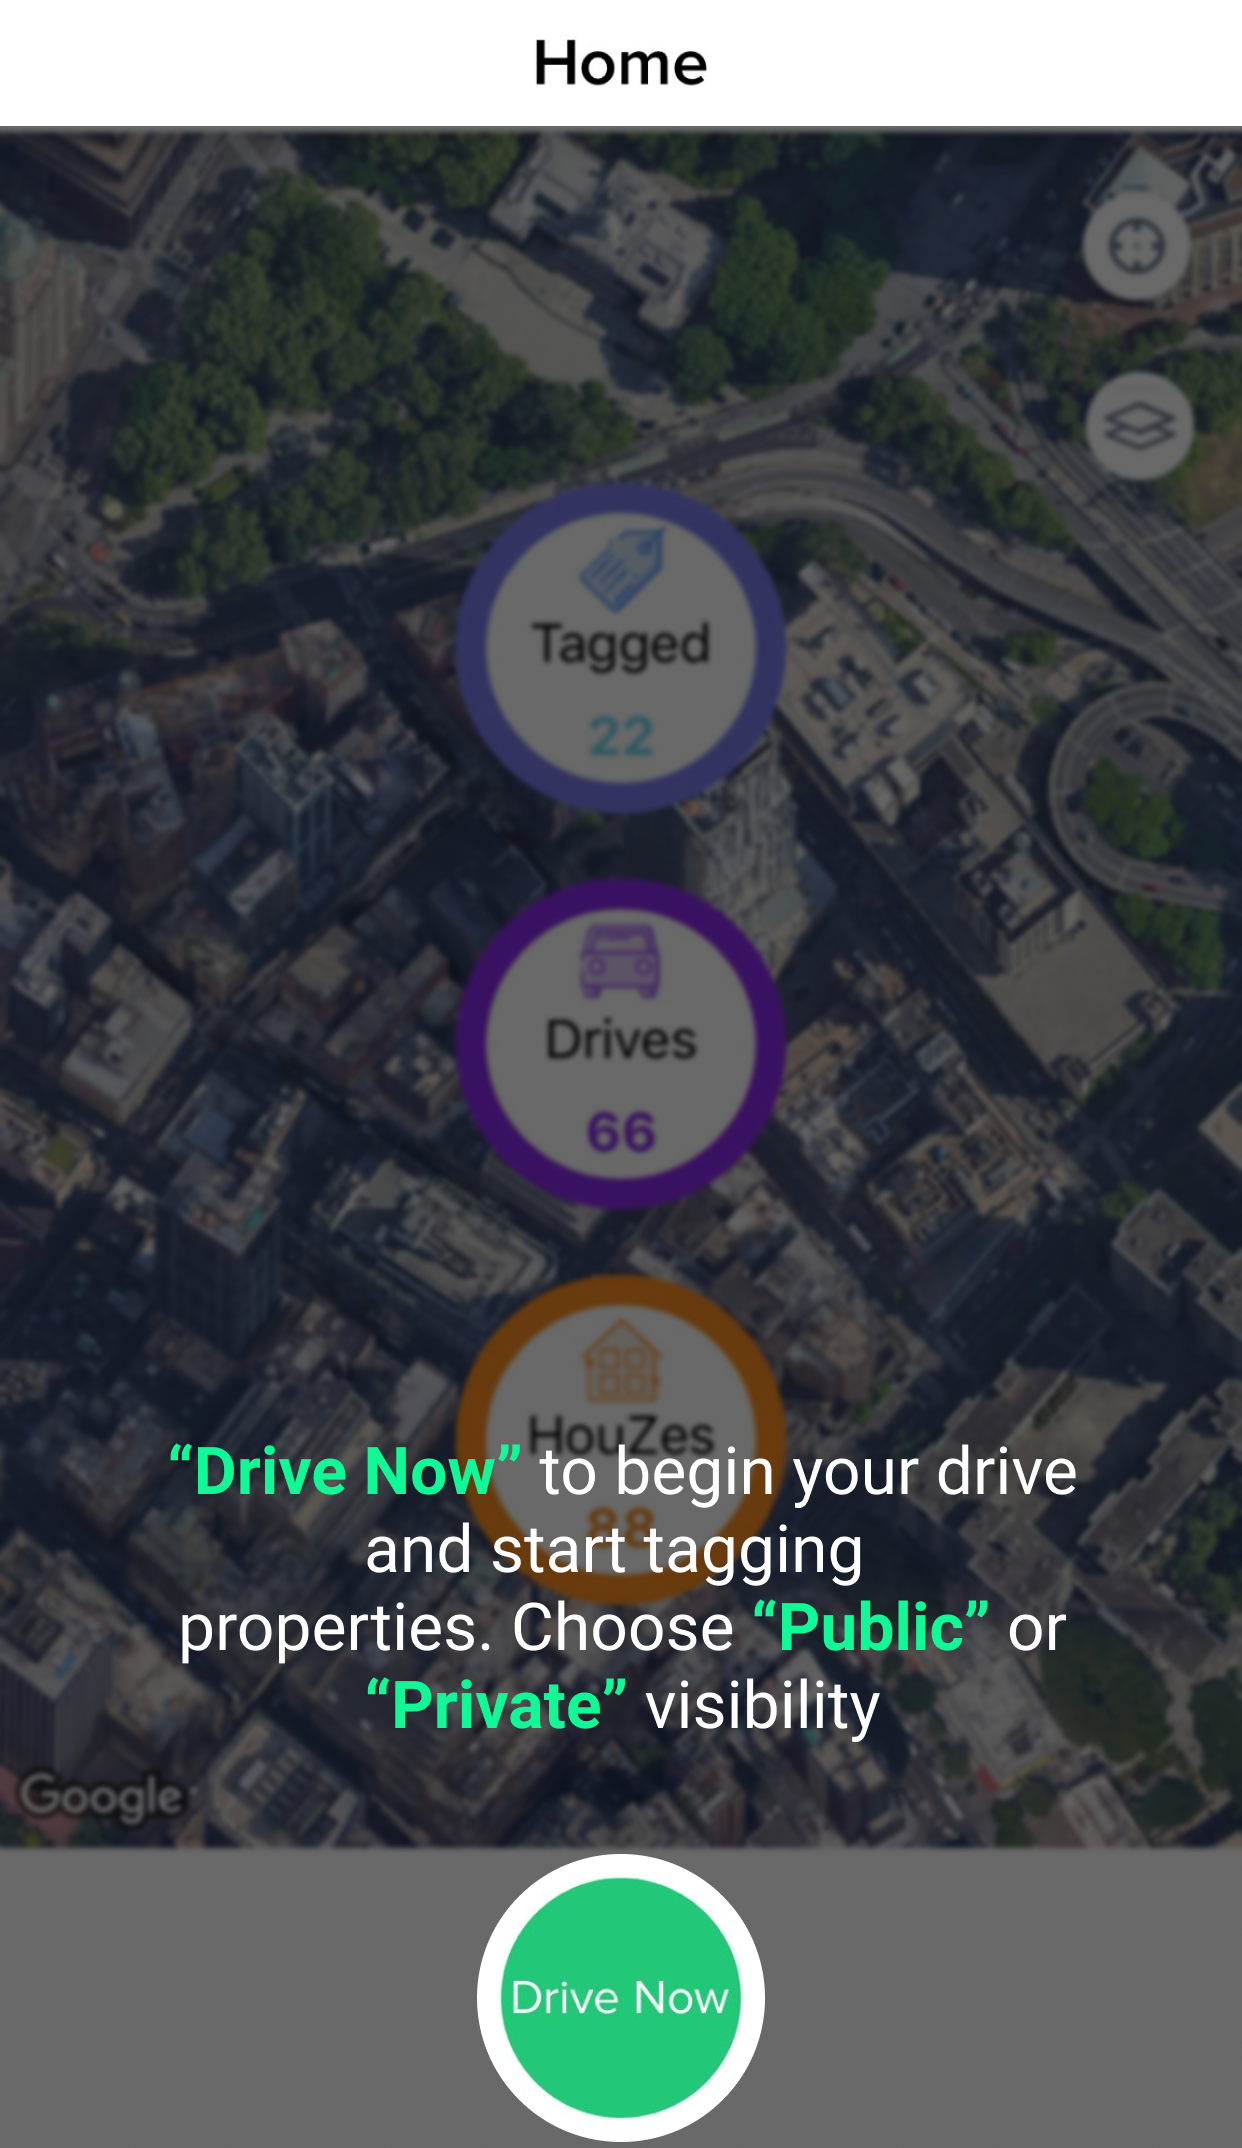 Home
Tagged
22
Drives
66
HouZes
88
“Drive Now” to begin your drive
and start tagging
properties. Choose “Public” or
“Private” visibility
Google
Drive Now